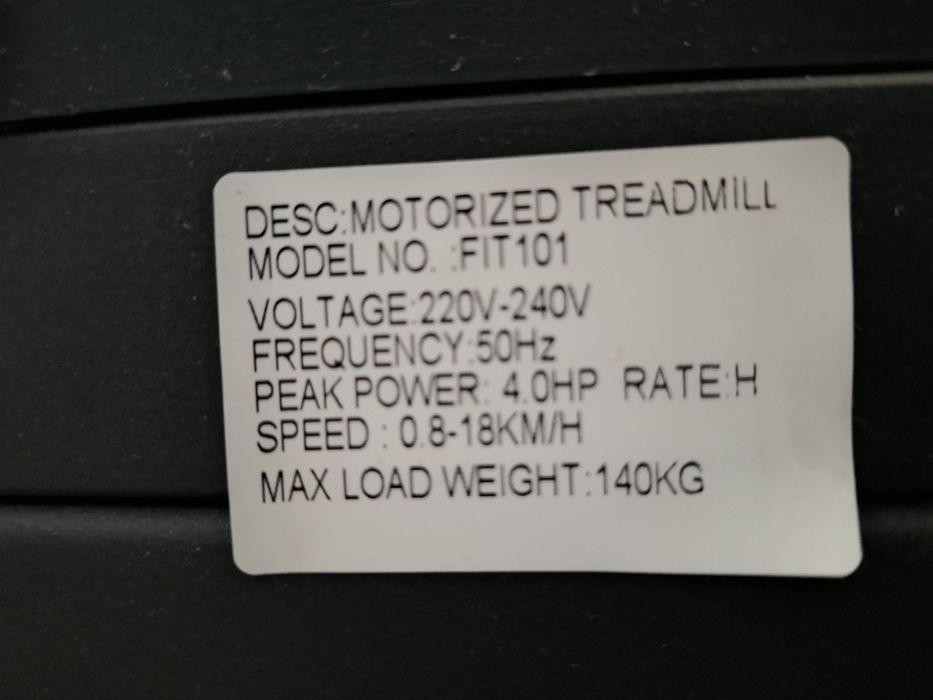 DESC:MOTORIZED TREADMILL
MODEL NO. :FIT101
VOLTAGE:220V-240V
FREQUENCY:50Hz
PEAK POWER: 4.0HP RATE:H
SPEED : 0.8-18KM/H
MAX LOAD WEIGHT:140KG